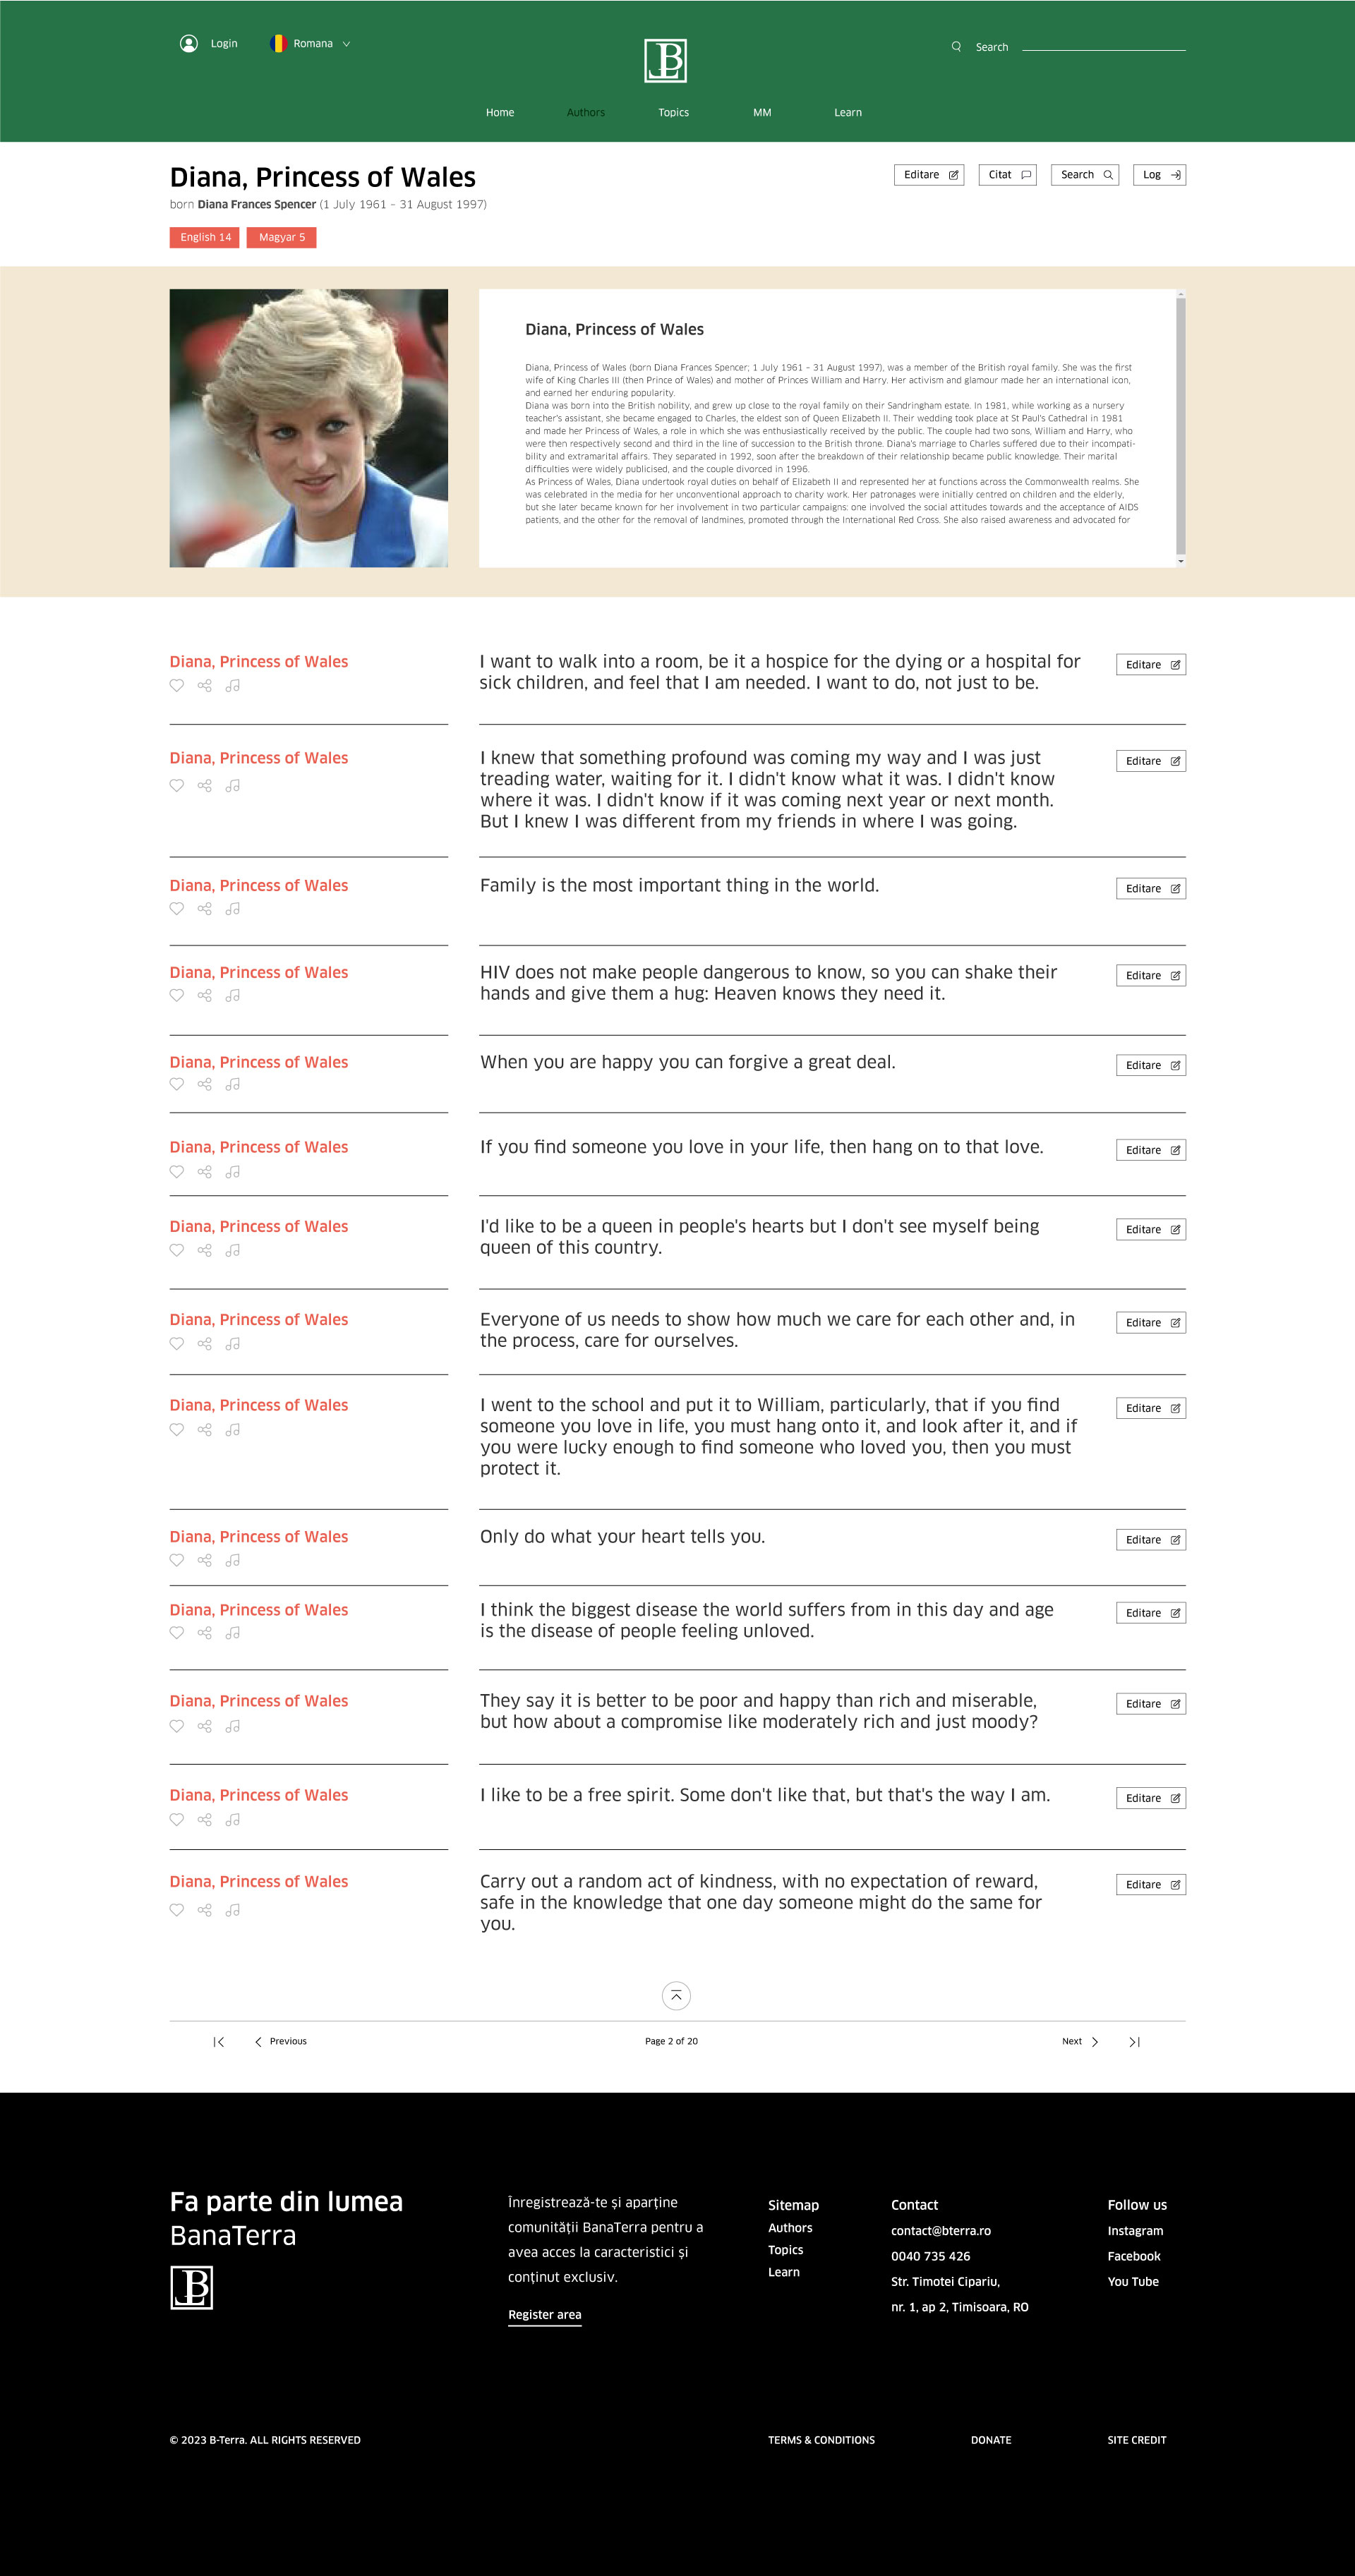 Login
Romana
Search
JB
Home
Authors
Topics
MM
Learn
Diana, Princess of Wales
Editare
Citat
Search
Log
born Diana Frances Spencer (1 July 1961 – 31 August 1997)
English 14
Magyar 5
Diana, Princess of Wales
Diana, Princess of Wales (born Diana Frances Spencer; 1 July 1961 – 31 August 1997), was a member of the British royal family. She was the first
wife of King Charles III (then Prince of Wales) and mother of Princes William and Harry. Her activism and glamour made her an international icon,
and earned her enduring popularity.
Diana was born into the British nobility, and grew up close to the royal family on their Sandringham estate. In 1981, while working as a nursery
teacher's assistant, she became engaged to Charles, the eldest son of Queen Elizabeth II. Their wedding took place at St Paul's Cathedral in 1981
and made her Princess of Wales, a role in which she was enthusiastically received by the public. The couple had two sons, William and Harry, who
were then respectively second and third in the line of succession to the British throne. Diana's marriage to Charles suffered due to their incompati-
bility and extramarital affairs. They separated in 1992, soon after the breakdown of their relationship became public knowledge. Their marital
difficulties were widely publicised, and the couple divorced in 1996.
As Princess of Wales, Diana undertook royal duties on behalf of Elizabeth II and represented her at functions across the Commonwealth realms. She
was celebrated in the media for her unconventional approach to charity work. Her patronages were initially centred on children and the elderly,
but she later became known for her involvement in two particular campaigns: one involved the social attitudes towards and the acceptance of AIDS
patients, and the other for the removal of landmines, promoted through the International Red Cross. She also raised awareness and advocated for
Diana, Princess of Wales
I want to walk into a room, be it a hospice for the dying or a hospital for
sick children, and feel that I am needed. I want to do, not just to be.
Editare
Diana, Princess of Wales
I knew that something profound was coming my way and I was just
treading water, waiting for it. I didn't know what it was. I didn't know
where it was. I didn't know if it was coming next year or next month.
But I knew I was different from my friends in where I was going.
Editare
Diana, Princess of Wales
Family is the most important thing in the world.
Editare
Diana, Princess of Wales
HIV does not make people dangerous to know, so you can shake their
hands and give them a hug: Heaven knows they need it.
Editare
Diana, Princess of Wales
When you are happy you can forgive a great deal.
Editare
Diana, Princess of Wales
If you find someone you love in your life, then hang on to that love.
Editare
Diana, Princess of Wales
I'd like to be a queen in people's hearts but I don't see myself being
queen of this country.
Editare
Diana, Princess of Wales
Everyone of us needs to show how much we care for each other and, in
the process, care for ourselves.
Editare
Diana, Princess of Wales
I went to the school and put it to William, particularly, that if you find
someone you love in life, you must hang onto it, and look after it, and if
you were lucky enough to find someone who loved you, then you must
protect it.
Editare
Diana, Princess of Wales
Only do what your heart tells you.
Editare
Diana, Princess of Wales
I think the biggest disease the world suffers from in this day and age
is the disease of people feeling unloved.
Editare
Diana, Princess of Wales
They say it is better to be poor and happy than rich and miserable,
but how about a compromise like moderately rich and just moody?
Editare
Diana, Princess of Wales
I like to be a free spirit. Some don't like that, but that's the way I am.
Editare
Diana, Princess of Wales
Carry out a random act of kindness, with no expectation of reward,
safe in the knowledge that one day someone might do the same for
you.
Editare
Previous
Page 2 of 20
Next
Fa parte din lumea
BanaTerra
JB
Înregistrează-te și aparține
comunității BanaTerra pentru a
avea acces la caracteristici și
conținut exclusiv.
Register area
Sitemap
Authors
Topics
Learn
Contact
contact@bterra.ro
0040 735 426
Str. Timotei Cipariu,
nr. 1, ap 2, Timisoara, RO
Follow us
Instagram
Facebook
You Tube
© 2023 B-Terra. ALL RIGHTS RESERVED
TERMS & CONDITIONS
DONATE
SITE CREDIT